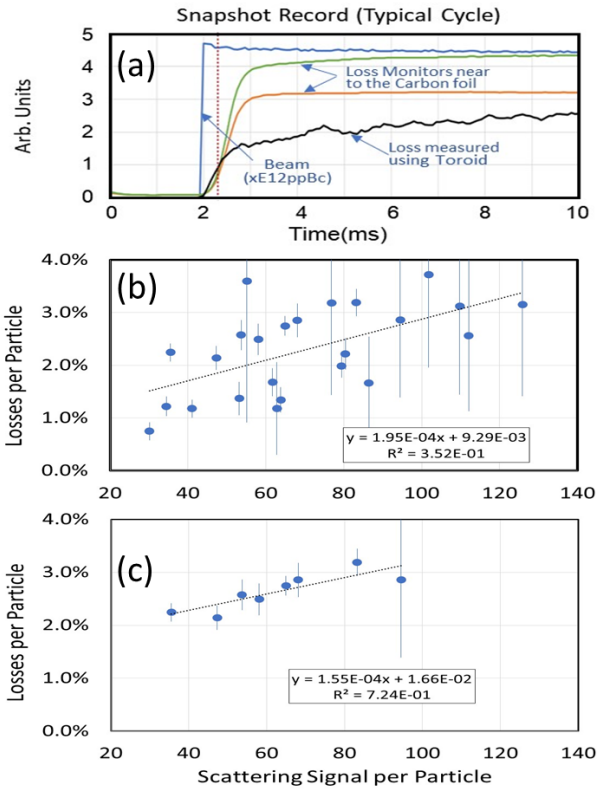 Snapshot Record (Typical Cycle)
(a)
Arb. Units
5
4
3
2
1
0
Loss Monitors near
to the Carbon foil
Beam
(xE12ppBc)
Loss measured
using Toroid
0 2 4 6 8 10
Time(ms)
(b)
Losses per Particle
4.0%
3.0%
2.0%
1.0%
0.0%
y = 1.95E-04x + 9.29E-03
R² = 3.52E-01
20 40 60 80 100 120 140
(c)
Losses per Particle
4.0%
3.0%
2.0%
1.0%
0.0%
y = 1.55E-04x + 1.66E-02
R² = 7.24E-01
20 40 60 80 100 120 140
Scattering Signal per Particle